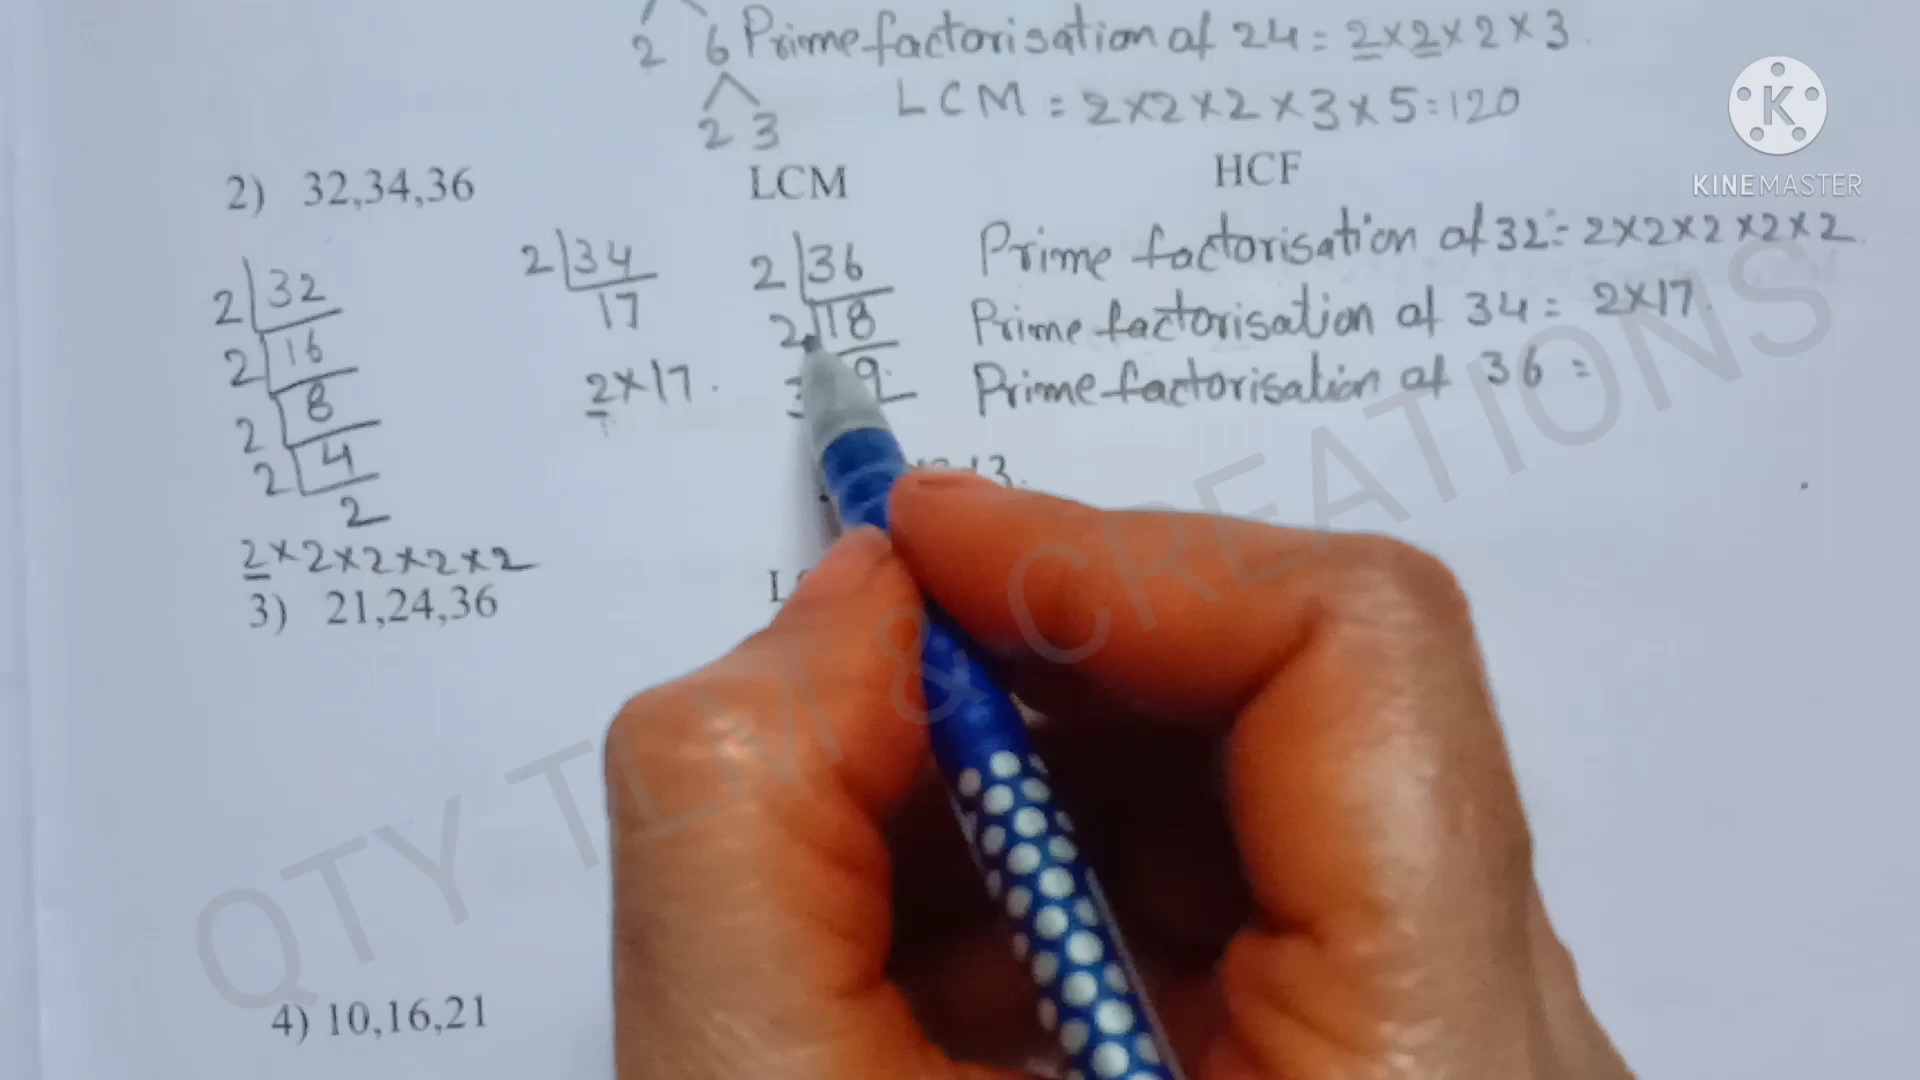 2 6 Prime factorisation of 24 = 2×2×2×3.
2 3 LCM = 2×2×2×3×5=120
K
KINEMASTER
2) 32,34,36 LCM HCF
2 32
2 16
2 8
2 4
2
2×2×2×2×2
2 34
17
2×17.
2 36
2 18
9
3.
Prime factorisation of 32 = 2×2×2×2×2
Prime factorisation of 34 = 2×17.
Prime factorisation of 36 =
3) 21,24,36
4) 10,16,21
QTY TLM & CREATIONS